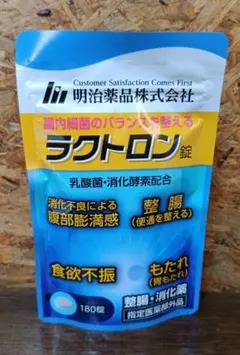 Customer Satisfaction Comes First
明治薬品株式会社
腸内細菌のバランスを整える
ラクトロン錠
乳酸菌・消化酵素配合
消化不良による
腹部膨満感
整腸
(便通を整える)
食欲不振
もたれ
(胃もたれ)
180錠
整腸・消化薬
指定医薬部外品